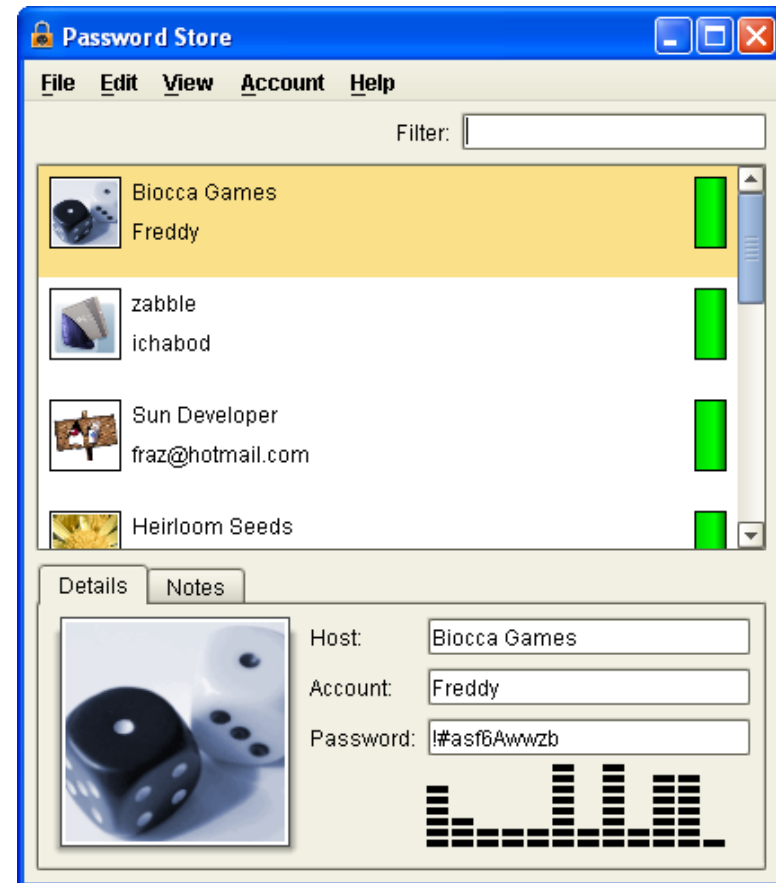 Password Store
File Edit View Account Help
Filter:
Biocca Games
Freddy
zabble
ichabod
Sun Developer
fraz@hotmail.com
Heirloom Seeds
Details Notes
Host: Biocca Games
Account: Freddy
Password: !#asf6Awwzb